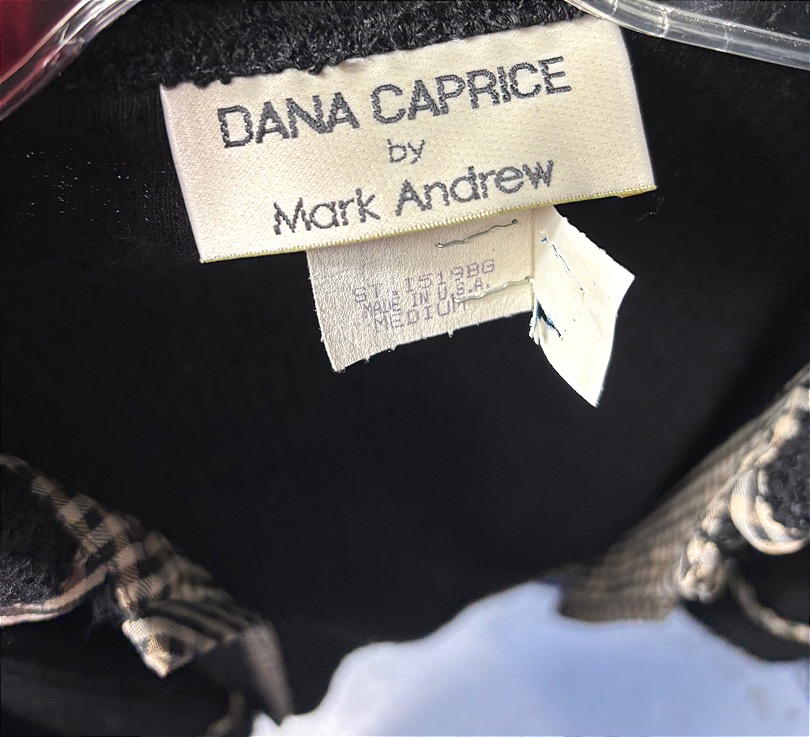 DANA CAPRICE
by
Mark Andrew
ST.1519BG
MADE IN U.S.A.
MEDIUM